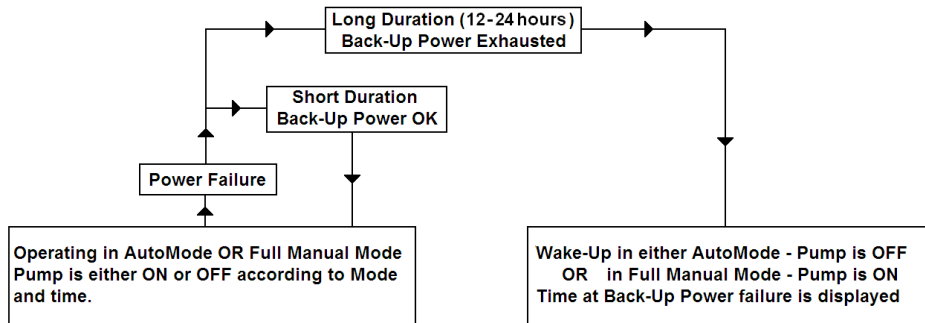 Long Duration (12-24 hours)
Back-Up Power Exhausted
Short Duration
Back-Up Power OK
Power Failure
Operating in AutoMode OR Full Manual Mode
Pump is either ON or OFF according to Mode
and time.
Wake-Up in either AutoMode - Pump is OFF
OR in Full Manual Mode - Pump is ON
Time at Back-Up Power failure is displayed